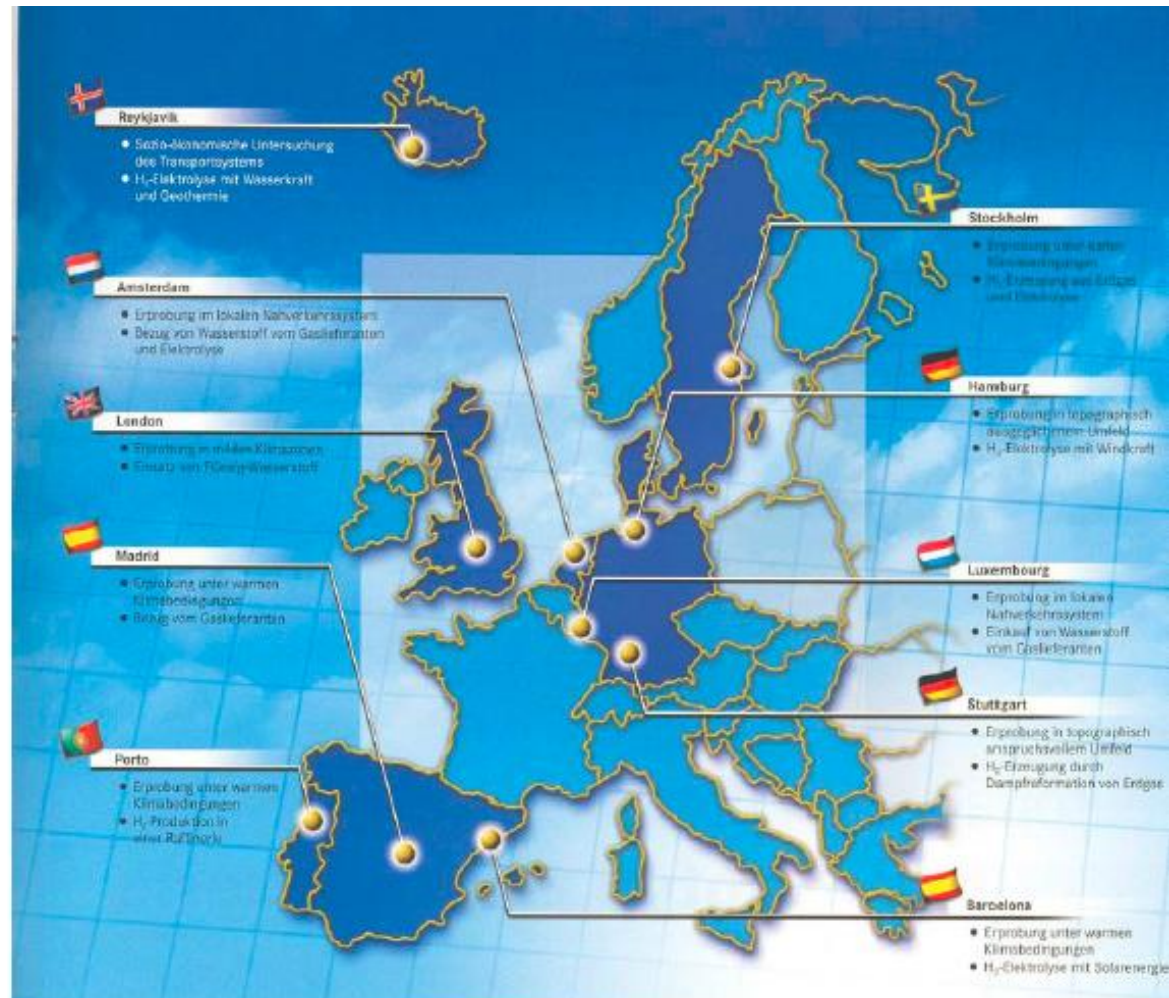 Reykjavik
● Sozio-ökonomische Untersuchung
des Transportsystems
● H₂-Elektrolyse mit Wasserkraft
und Geothermie
Amsterdam
● Erprobung im lokalen Nahverkehrssystem
● Bezug von Wasserstoff vom Gaslieferanten
und Elektrolyse
London
● Erprobung in milden Klimazonen
● Einsatz von
Madrid
● Erprobung unter warmen
Klimabedingungen
● Bezug vom Gaslieferanten
Porto
● Erprobung unter warmen
Klimabedingungen
● H₂-Produktion in
einer Raffinerie
Stockholm
● Erprobung unter kalten
Klimabedingungen
● H₂-Erzeugung aus Erdgas
und Elektrolyse
Hamburg
● Erprobung in topographisch
ausgeglichenem Umfeld
● H₂-Elektrolyse mit Windkraft
Luxembourg
● Erprobung im lokalen
Nahverkehrssystem
● Einkauf von Wasserstoff
vom Gaslieferanten
Stuttgart
● Erprobung in topographisch
anspruchsvollem Umfeld
● H₂-Erzeugung durch
Dampfreformation von Erdgas
Barcelona
● Erprobung unter warmen
Klimabedingungen
● H₂-Elektrolyse mit Solarenergie